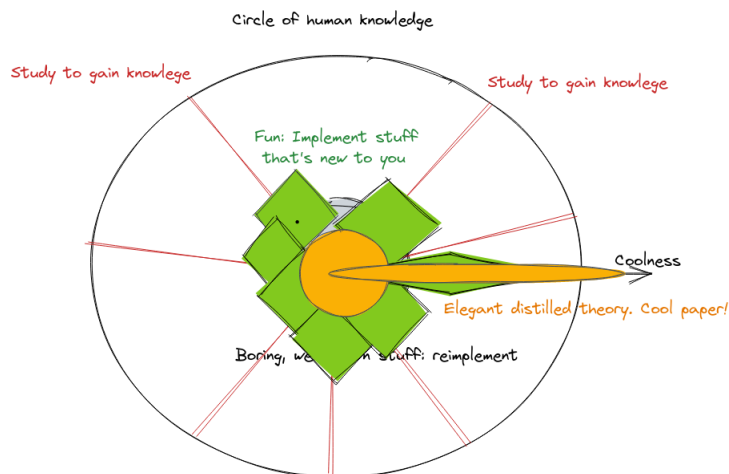 Circle of human knowledge
Study to gain knowlege
Study to gain knowlege
Fun: Implement stuff
that's new to you
Coolness
Elegant distilled theory. Cool paper!
Boring, stuff: reimplement